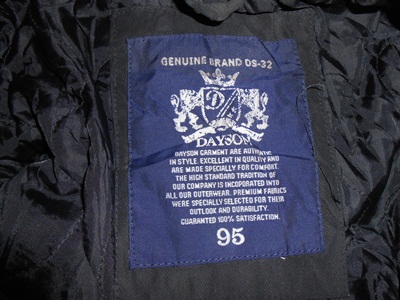 GENUINE BRAND DS-32
D
DAYSON
DAYSON GARMENT ARE AUTHENTIC
IN STYLE. EXCELLENT IN QUALITY AND
ARE MADE SPECIALLY FOR COMFORT.
THE HIGH STANDARD TRADITION OF
OUR COMPANY IS INCORPORATED INTO
ALL OUR OUTERWEAR. PREMIUM FABRICS
WERE SPECIALLY SELECTED FOR THEIR
OUTLOOK AND DURABILITY.
GUARANTED 100% SATISFACTION.
95